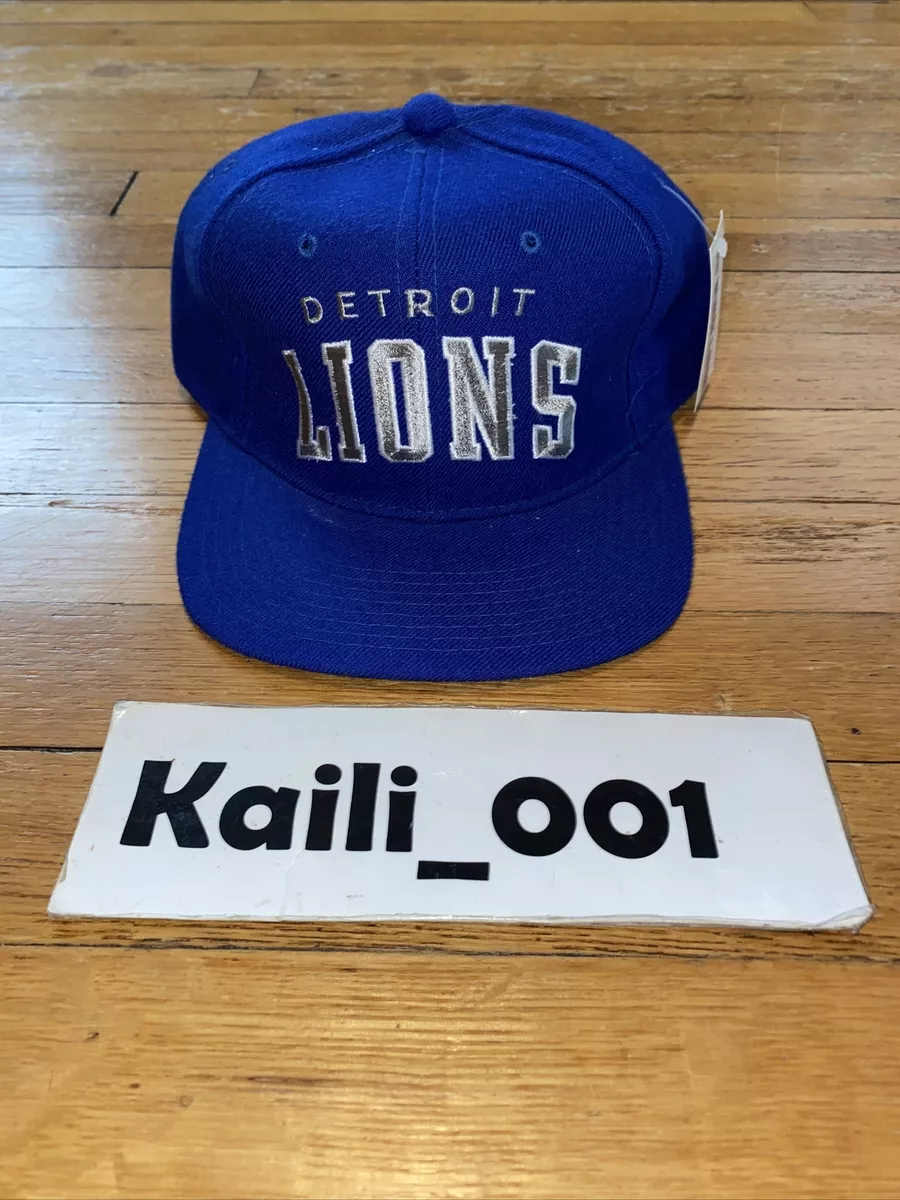 DETROIT
LIONS
Kaili_001